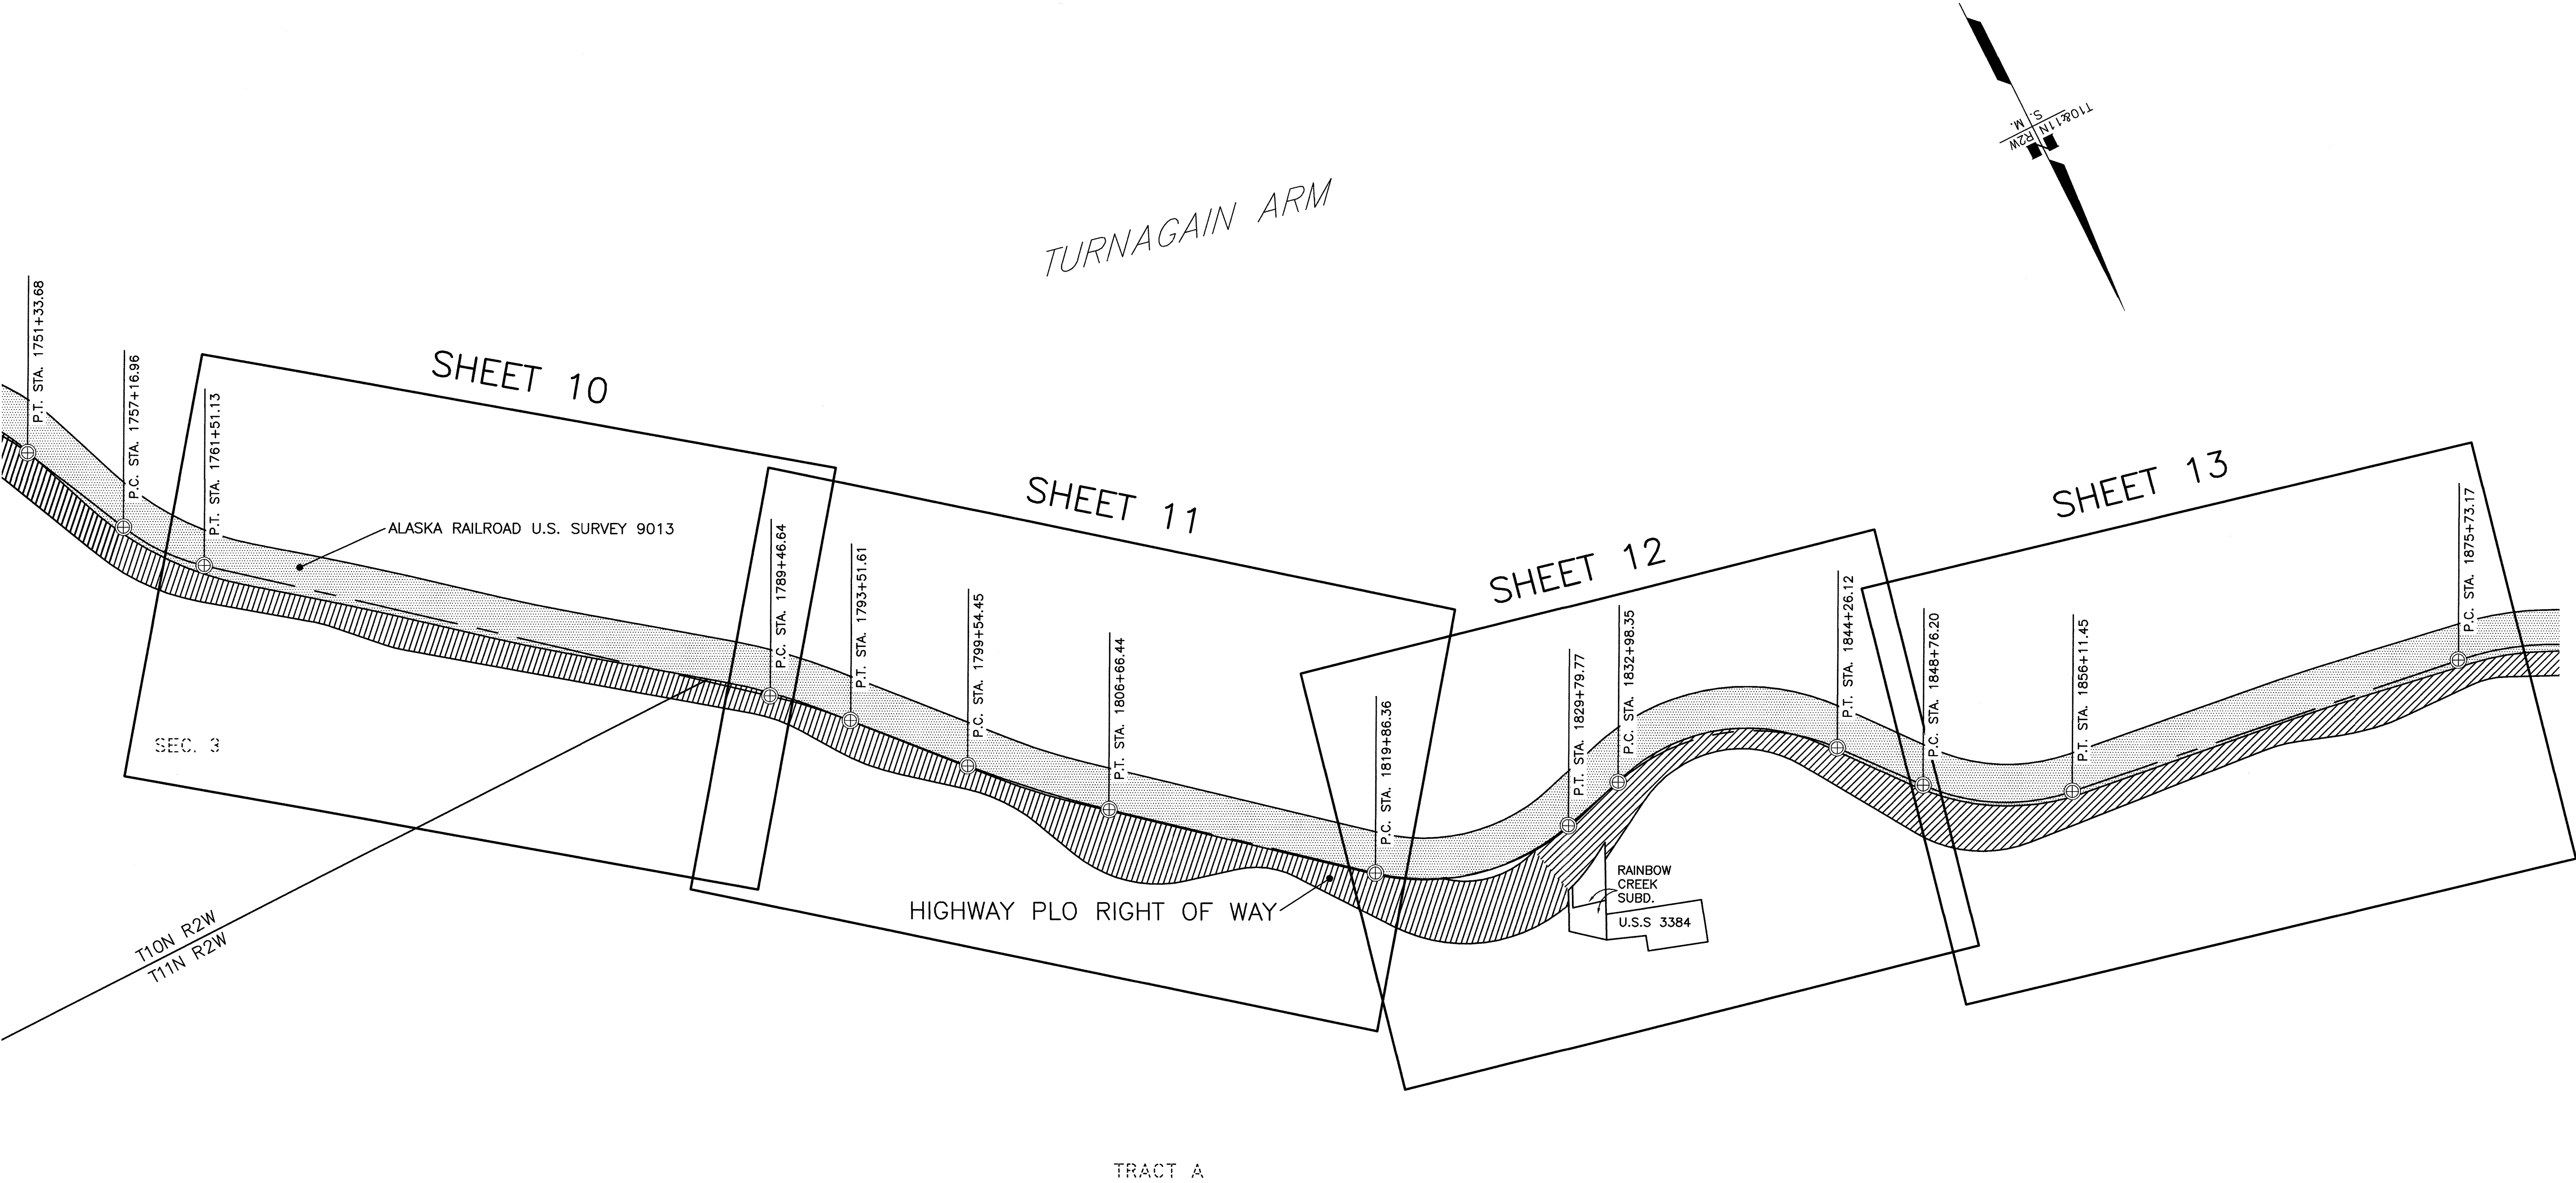 T10&11N R2W
S. M.
N
TURNAGAIN ARM
P.T. STA. 1751+33.68
P.C. STA. 1757+16.96
P.T. STA. 1761+51.13
SHEET 10
ALASKA RAILROAD U.S. SURVEY 9013
P.C. STA. 1789+46.64
P.T. STA. 1793+51.61
P.C. STA. 1799+54.45
SHEET 11
P.T. STA. 1806+66.44
P.C. STA. 1819+86.36
SHEET 12
P.T. STA. 1829+79.77
P.C. STA. 1832+98.35
P.T. STA. 1844+26.12
P.C. STA. 1848+76.20
SHEET 13
P.T. STA. 1856+11.45
P.C. STA. 1875+73.17
SEC. 3
T10N R2W
T11N R2W
HIGHWAY PLO RIGHT OF WAY
RAINBOW
CREEK
SUBD.
U.S.S 3384
TRACT A